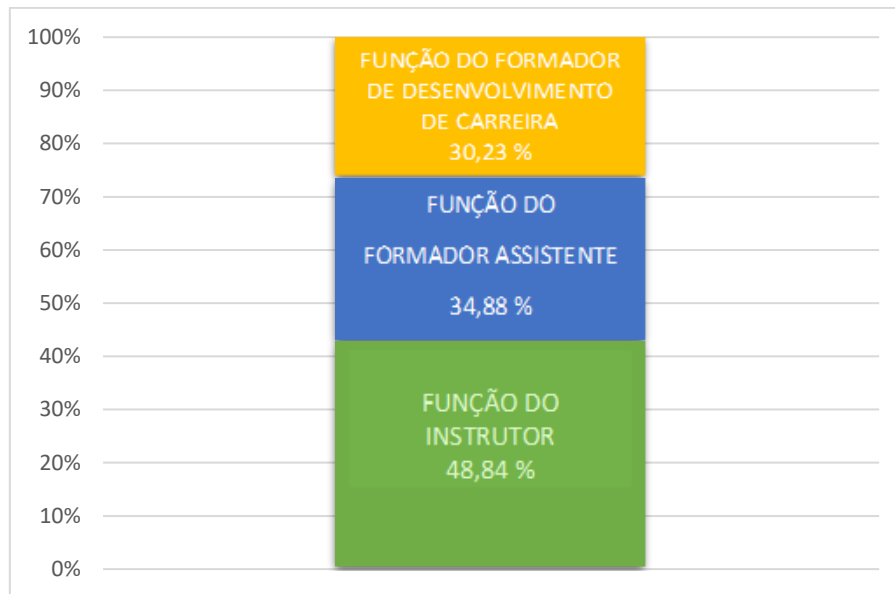 100%
90%
80%
70%
60%
50%
40%
30%
20%
10%
0%
FUNÇÃO DO FORMADOR
DE DESENVOLVIMENTO
DE CARREIRA
30,23 %
FUNÇÃO DO
FORMADOR ASSISTENTE
34,88 %
FUNÇÃO DO
INSTRUTOR
48,84 %